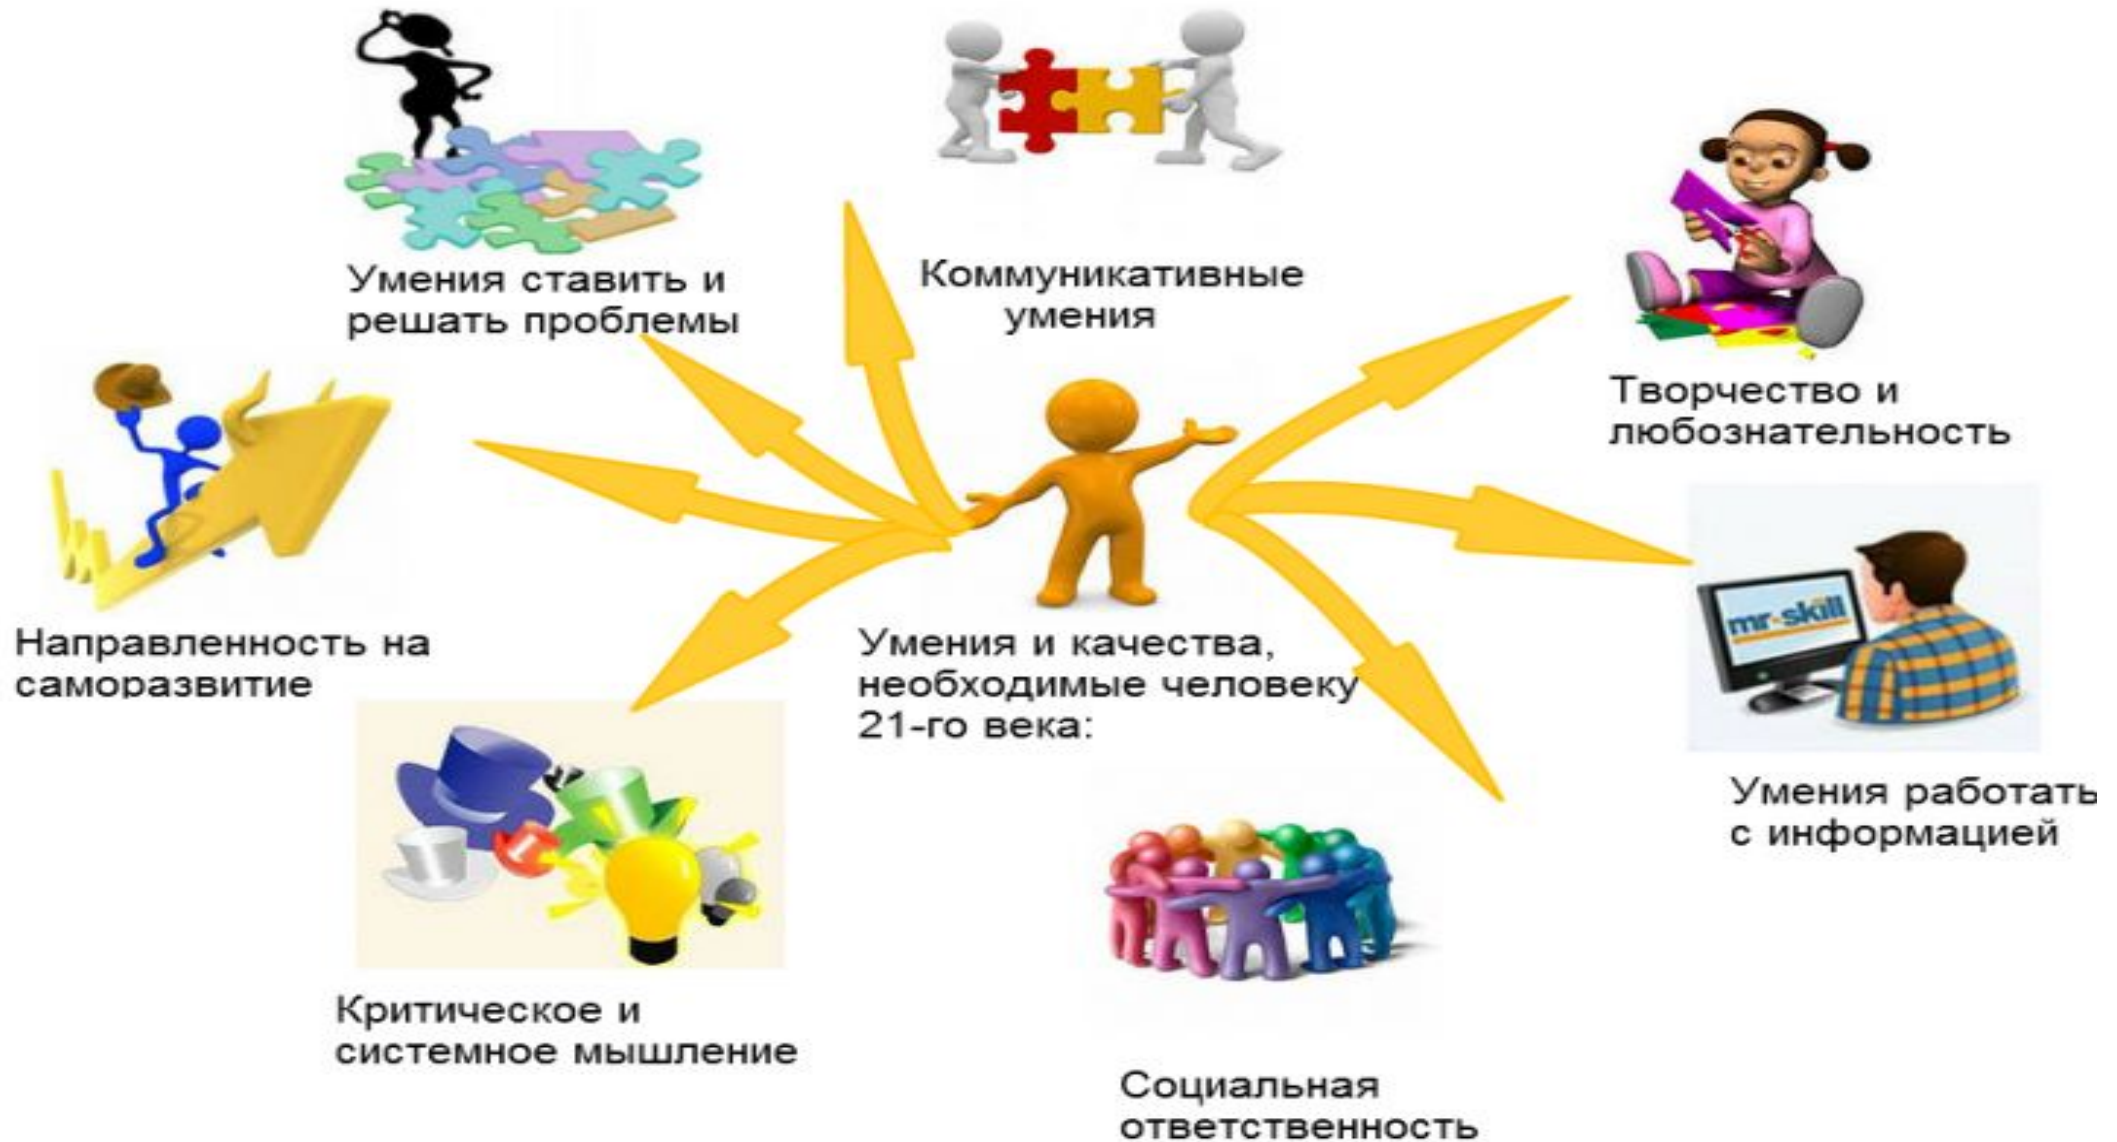 Умения ставить и
решать проблемы
Коммуникативные
умения
Творчество и
любознательность
Направленность на
саморазвитие
Умения и качества,
необходимые человеку
21-го века:
mr-skill
Умения работать
с информацией
Критическое и
системное мышление
Социальная
ответственность